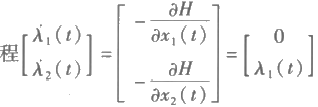 程[λ̇₁(t) λ̇₂(t)] = [−∂H/∂x₁(t) −∂H/∂x₂(t)] = [0 λ₁(t)]